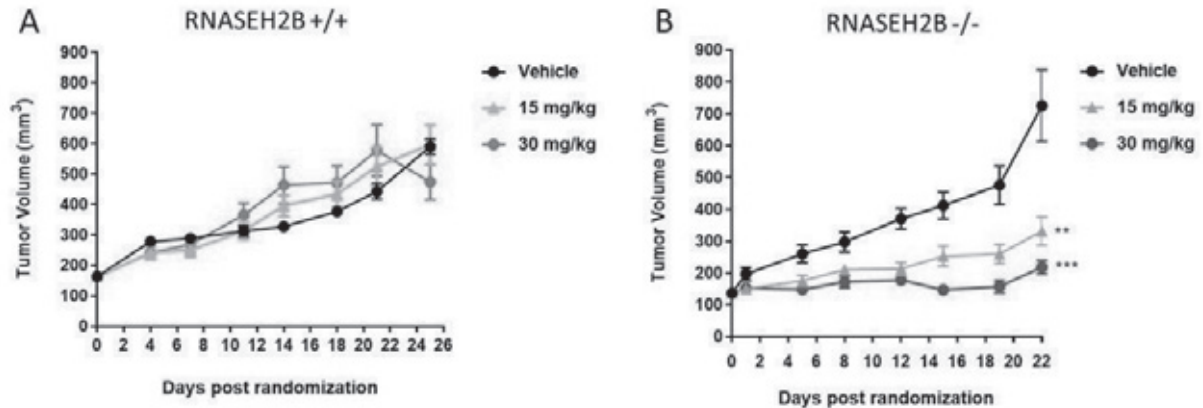 A
RNASEH2B +/+
Tumor Volume (mm³)
900
800
700
600
500
400
300
200
100
0
0 2 4 6 8 10 12 14 16 18 20 22 24 26
Days post randomization
Vehicle
15 mg/kg
30 mg/kg
B
RNASEH2B -/-
Tumor Volume (mm³)
900
800
700
600
500
400
300
200
100
0
0 2 4 6 8 10 12 14 16 18 20 22
Days post randomization
Vehicle
15 mg/kg
30 mg/kg
**
***